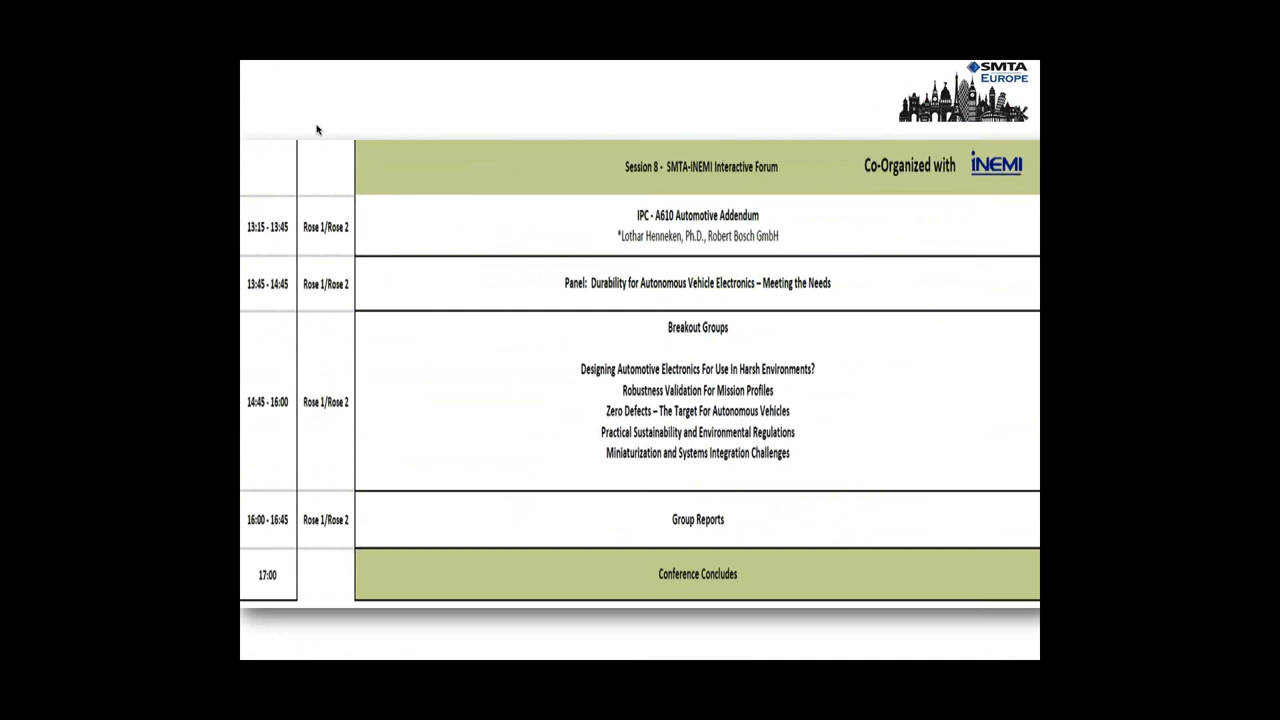 SMTA
EUROPE
Session 8 - SMTA-iNEMI Interactive Forum
Co-Organized with iNEMI
13:15 - 13:45
Rose 1/Rose 2
IPC - A610 Automotive Addendum
*Lothar Henneken, Ph.D., Robert Bosch GmbH
13:45 - 14:45
Rose 1/Rose 2
Panel: Durability for Autonomous Vehicle Electronics – Meeting the Needs
14:45 - 16:00
Rose 1/Rose 2
Breakout Groups
Designing Automotive Electronics For Use In Harsh Environments?
Robustness Validation For Mission Profiles
Zero Defects – The Target For Autonomous Vehicles
Practical Sustainability and Environmental Regulations
Miniaturization and Systems Integration Challenges
16:00 - 16:45
Rose 1/Rose 2
Group Reports
17:00
Conference Concludes